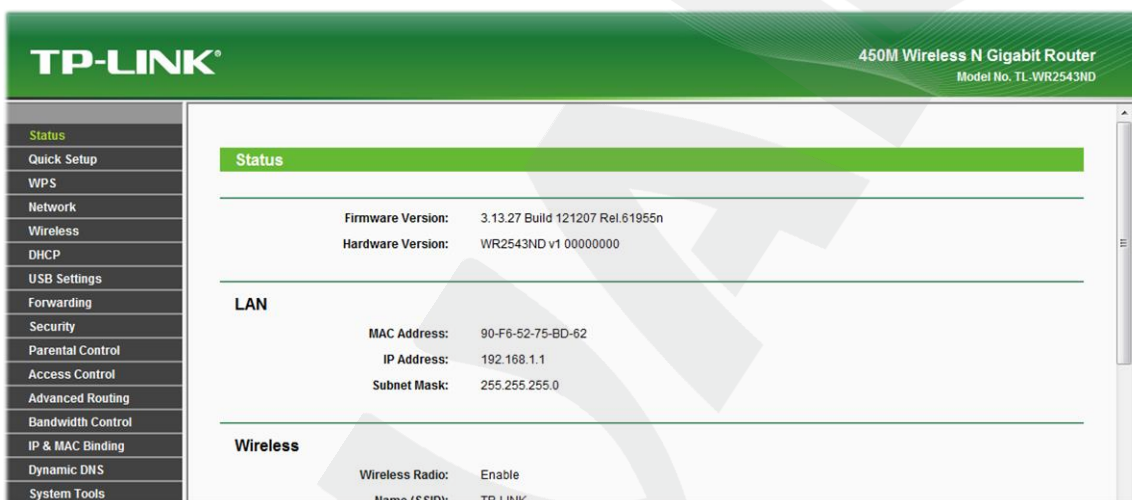 TP-LINK®
450M Wireless N Gigabit Router
Model No. TL-WR2543ND
Status
Quick Setup
WPS
Network
Wireless
DHCP
USB Settings
Forwarding
Security
Parental Control
Access Control
Advanced Routing
Bandwidth Control
IP & MAC Binding
Dynamic DNS
System Tools
Status
Firmware Version: 3.13.27 Build 121207 Rel.61955n
Hardware Version: WR2543ND v1 00000000
LAN
MAC Address: 90-F6-52-75-BD-62
IP Address: 192.168.1.1
Subnet Mask: 255.255.255.0
Wireless
Wireless Radio: Enable
Name (SSID): TP-LINK